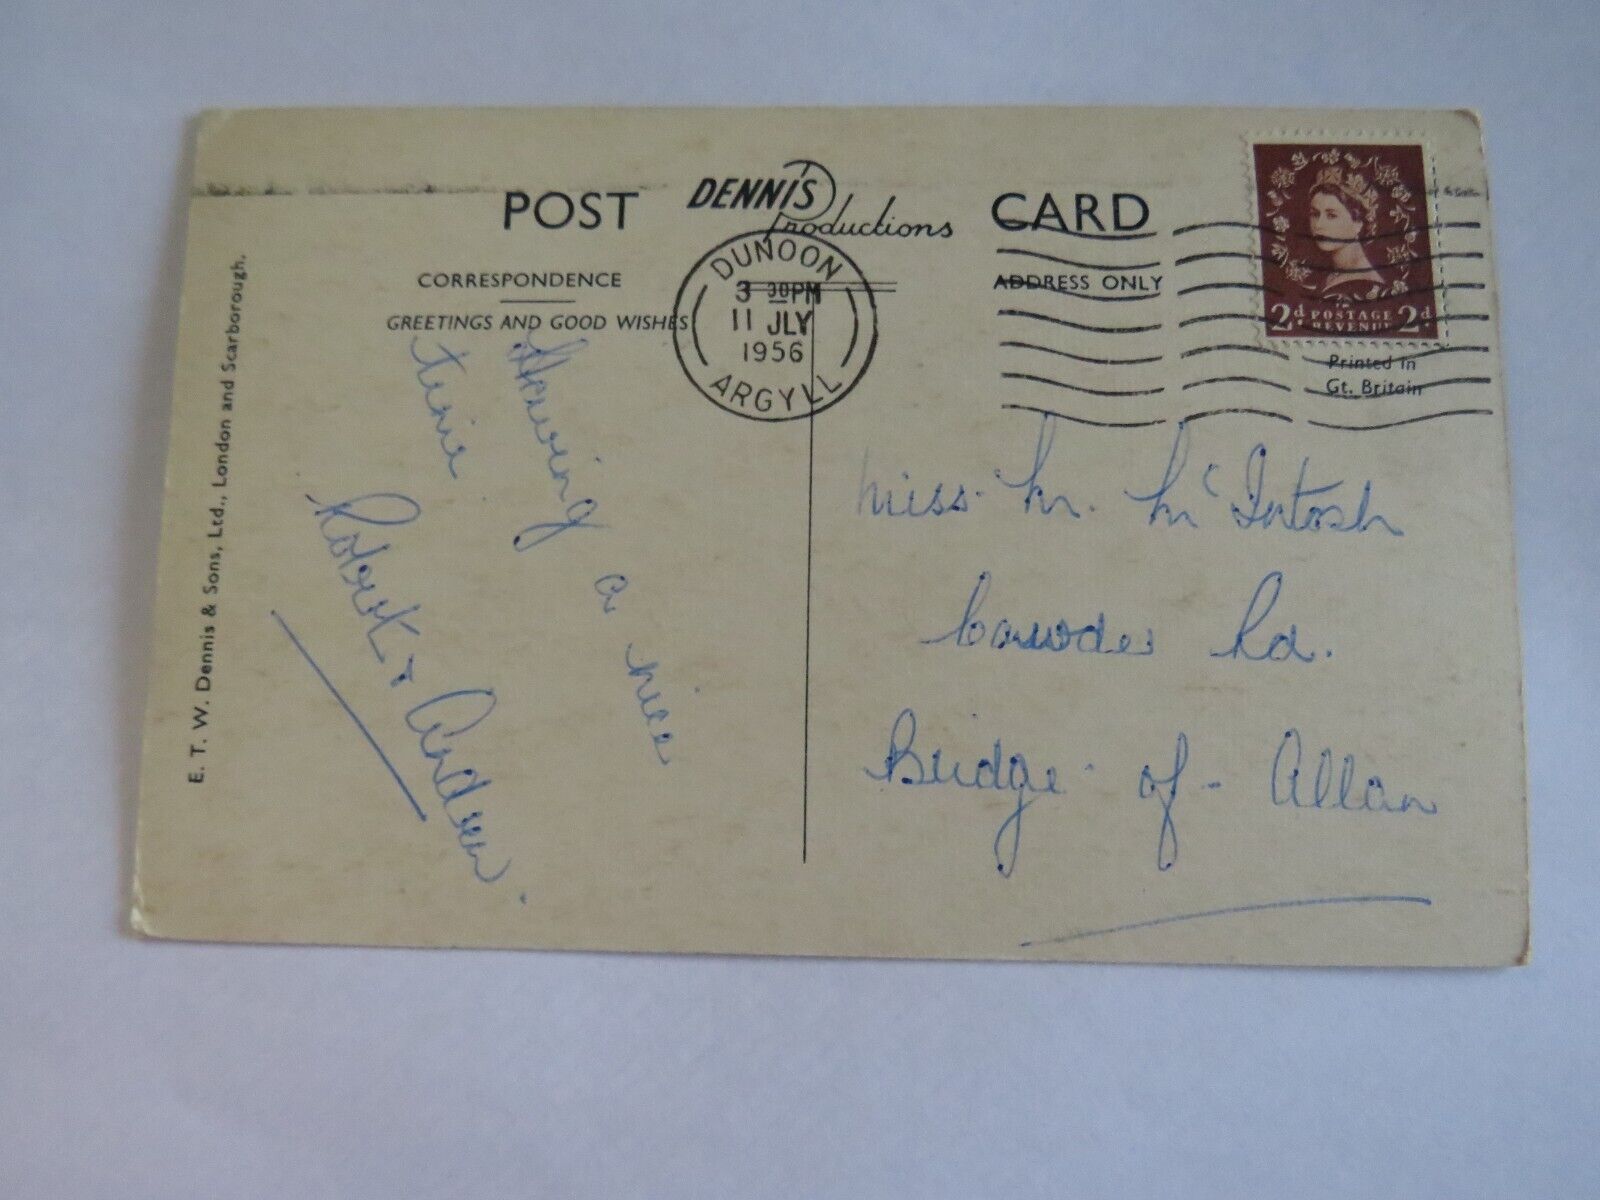 POST DENNIS Productions CARD
CORRESPONDENCE
GREETINGS AND GOOD WISHES
ADDRESS ONLY
DUNOON
3 30PM
11 JLY
1956
ARGYLL
2d POSTAGE REVENUE 2d
Printed in
Gt. Britain
E. T. W. Dennis & Sons, Ltd., London and Scarborough.
Having a nice
time.
Robert & Andrew.
Miss M. McIntosh
Cawder Rd.
Bridge-of-Allan